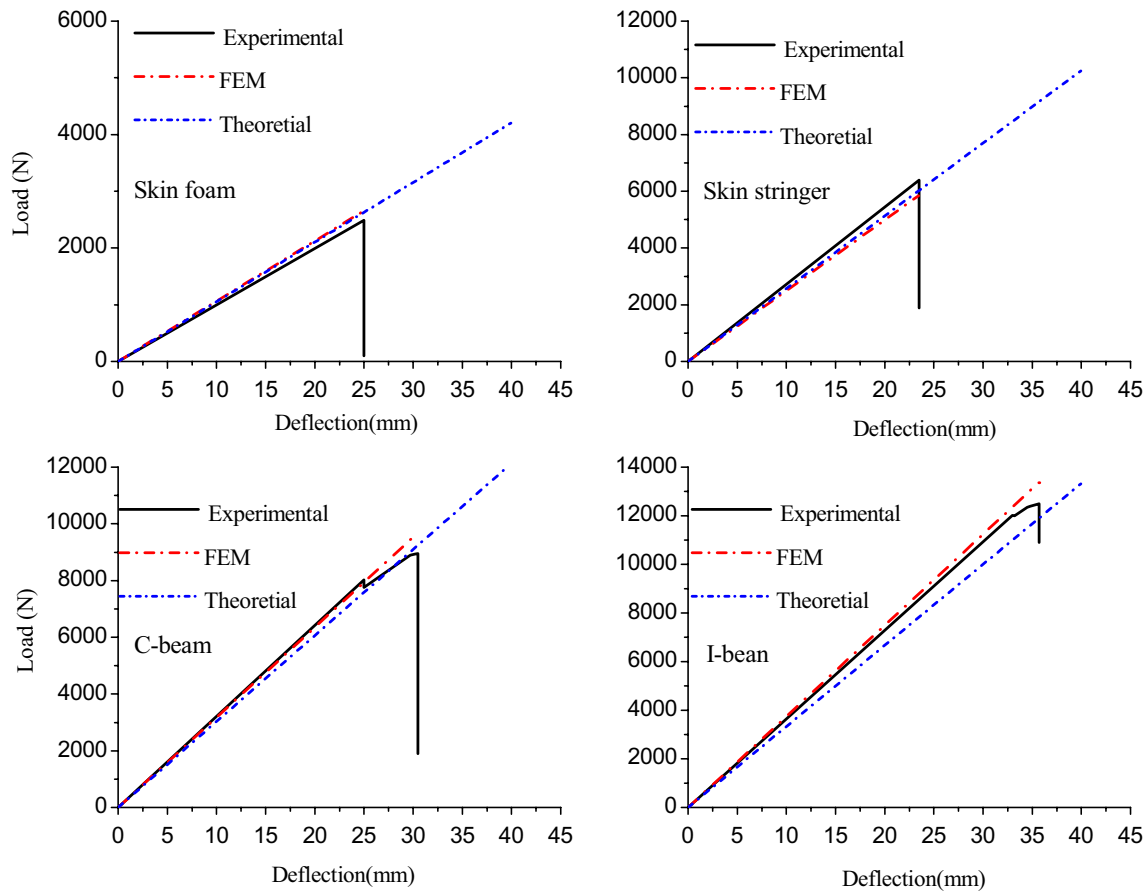 6000
4000
2000
0
Load (N)
Experimental
FEM
Theoretial
Skin foam
0 5 10 15 20 25 30 35 40 45
Deflection(mm)
12000
10000
8000
6000
4000
2000
0
Experimental
FEM
Theoretial
Skin stringer
0 5 10 15 20 25 30 35 40 45
Deflection(mm)
12000
10000
8000
6000
4000
2000
0
Load (N)
Experimental
FEM
Theoretial
C-beam
0 5 10 15 20 25 30 35 40 45
Deflection(mm)
14000
12000
10000
8000
6000
4000
2000
0
Experimental
FEM
Theoretial
I-bean
0 5 10 15 20 25 30 35 40 45
Deflection(mm)